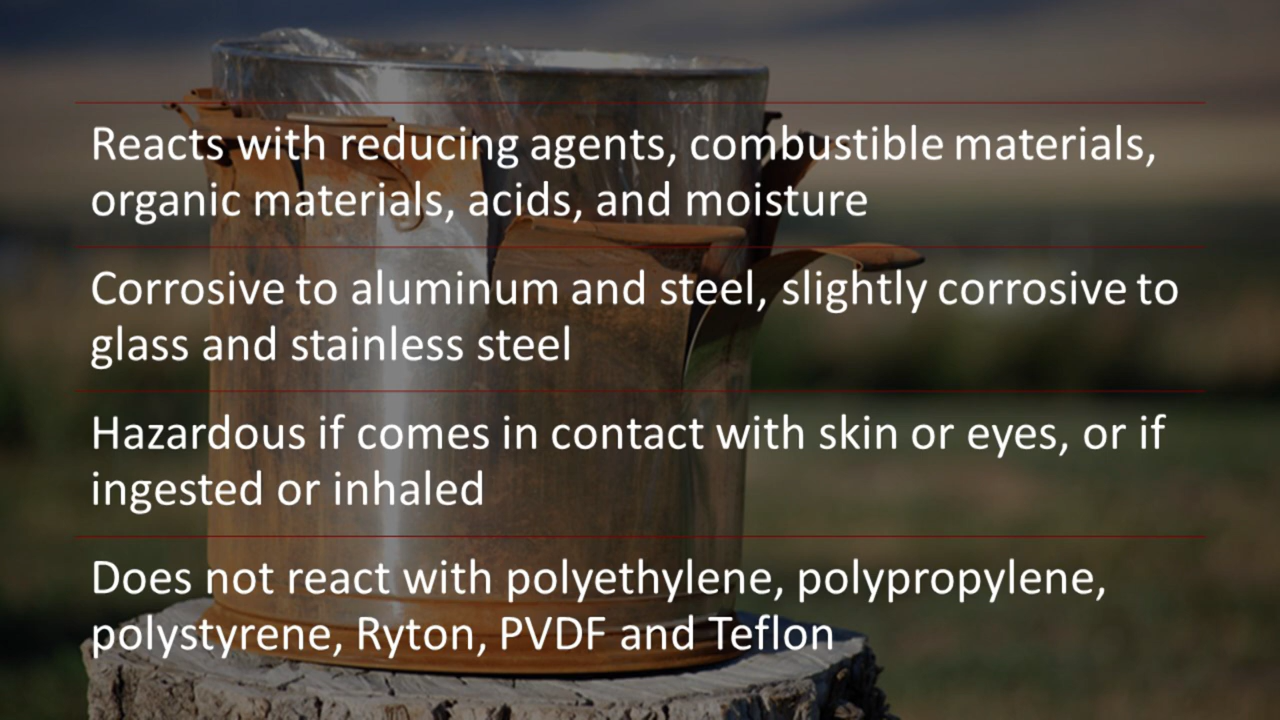 Reacts with reducing agents, combustible materials,
organic materials, acids, and moisture
Corrosive to aluminum and steel, slightly corrosive to
glass and stainless steel
Hazardous if comes in contact with skin or eyes, or if
ingested or inhaled
Does not react with polyethylene, polypropylene,
polystyrene, Ryton, PVDF and Teflon